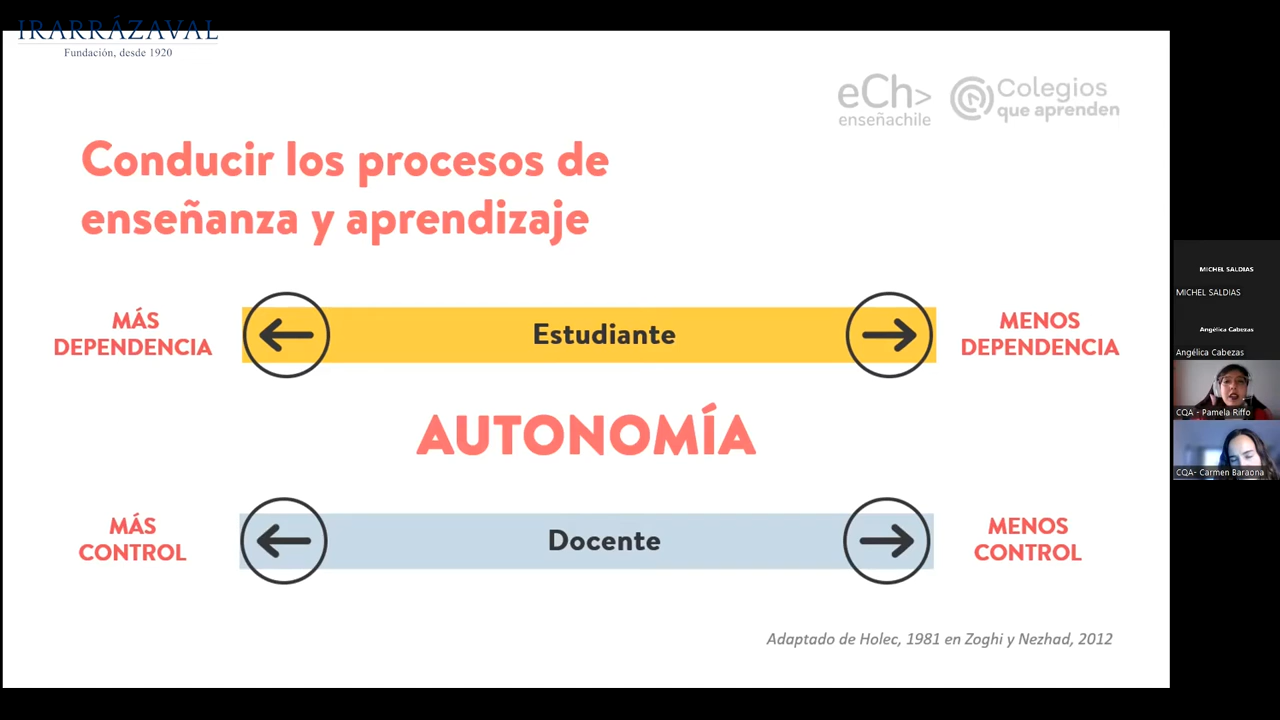 IRARRÁZAVAL
Fundación, desde 1920
eCh>
enseñachile
Colegios
que aprenden
Conducir los procesos de
enseñanza y aprendizaje
MÁS
DEPENDENCIA
Estudiante
MENOS
DEPENDENCIA
AUTONOMÍA
MÁS
CONTROL
Docente
MENOS
CONTROL
Adaptado de Holec, 1981 en Zoghi y Nezhad, 2012
MICHEL SALDIAS
MICHEL SALDIAS
Angélica Cabezas
Angélica Cabezas
CQA - Pamela Riffo
CQA- Carmen Baraona